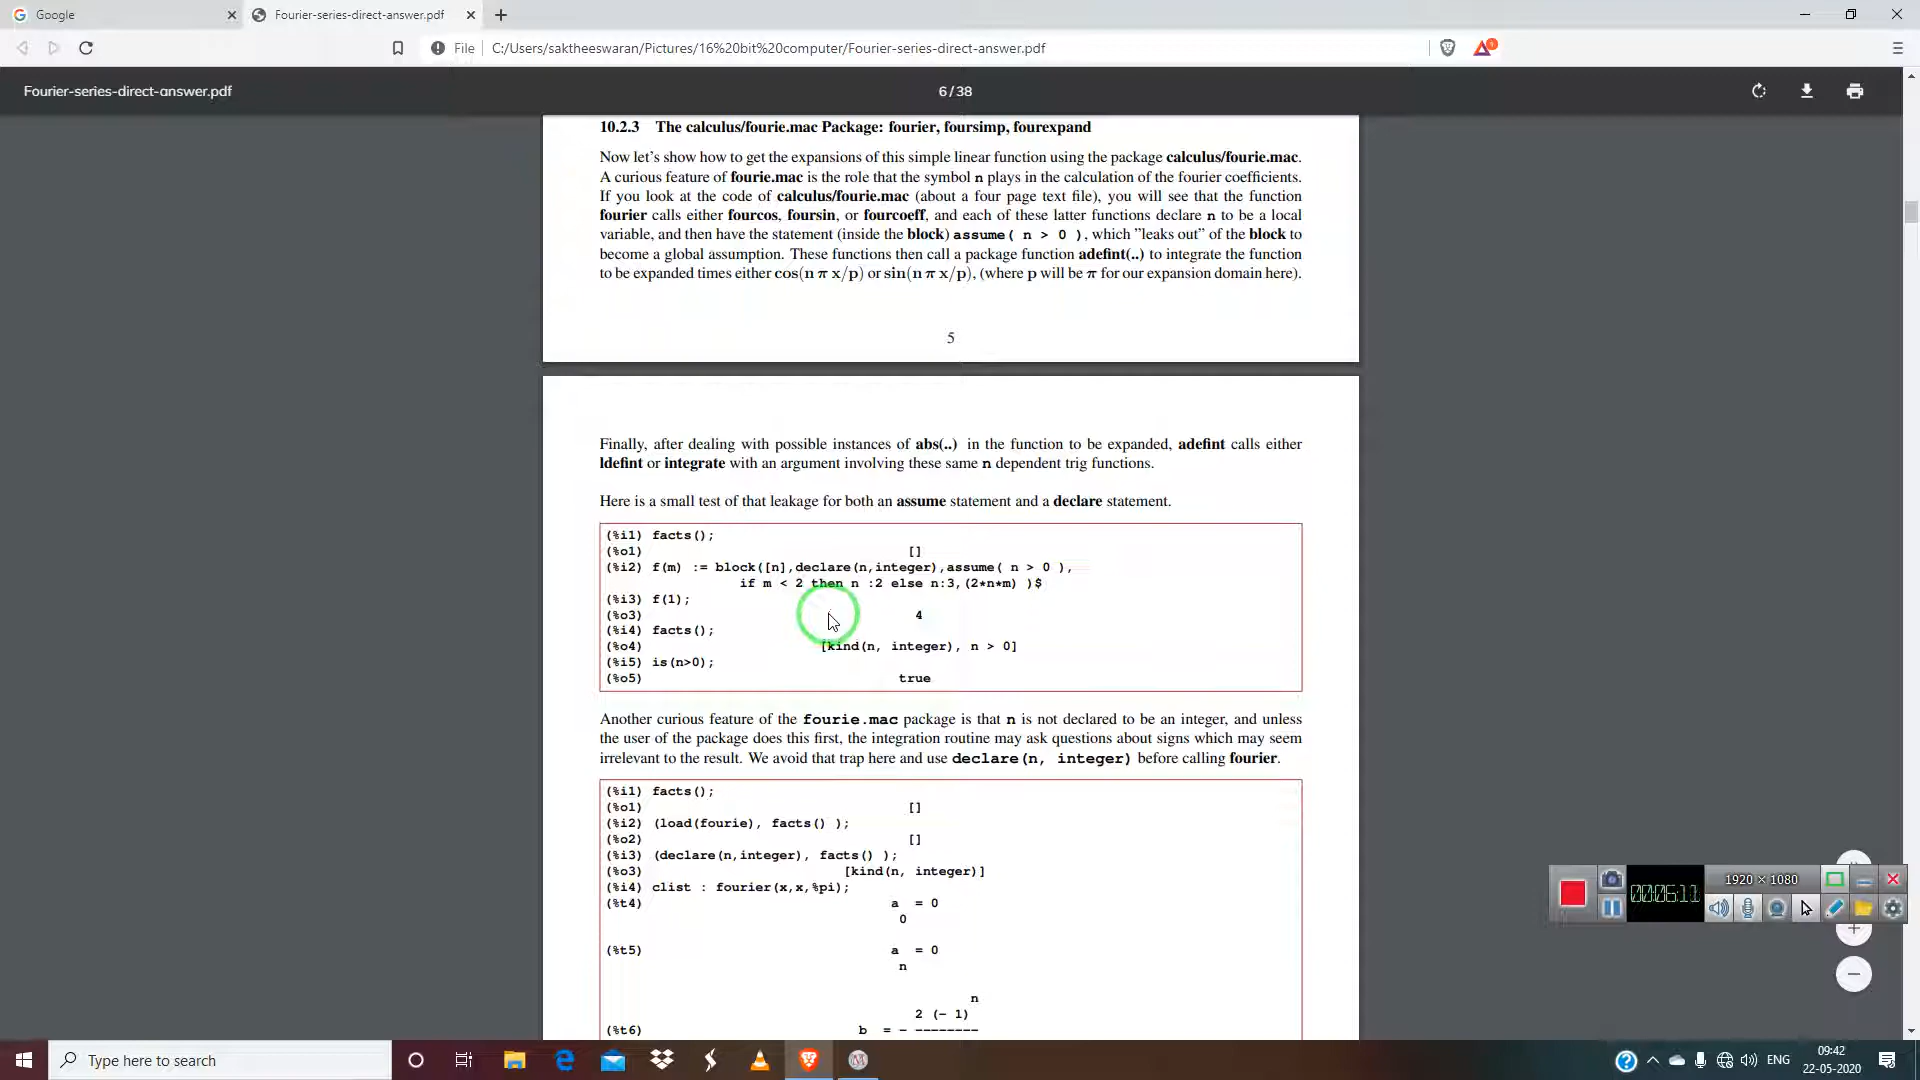 Google
Fourier-series-direct-answer.pdf
File
C:/Users/saktheeswaran/Pictures/16%20bit%20computer/Fourier-series-direct-answer.pdf
1
Fourier-series-direct-answer.pdf
6 / 38
10.2.3 The calculus/fourie.mac Package: fourier, foursimp, fourexpand
Now let's show how to get the expansions of this simple linear function using the package calculus/fourie.mac.
A curious feature of fourie.mac is the role that the symbol n plays in the calculation of the fourier coefficients.
If you look at the code of calculus/fourie.mac (about a four page text file), you will see that the function
fourier calls either fourcos, foursin, or fourcoeff, and each of these latter functions declare n to be a local
variable, and then have the statement (inside the block) assume( n > 0 ), which ”leaks out” of the block to
become a global assumption. These functions then call a package function adefint(..) to integrate the function
to be expanded times either cos(n π x/p) or sin(n π x/p), (where p will be π for our expansion domain here).
5
Finally, after dealing with possible instances of abs(..) in the function to be expanded, adefint calls either
ldefint or integrate with an argument involving these same n dependent trig functions.
Here is a small test of that leakage for both an assume statement and a declare statement.
(%i1) facts();
(%o1) []
(%i2) f(m) := block([n],declare(n,integer),assume( n > 0 ),
if m < 2 then n :2 else n:3,(2*n*m) )$
(%i3) f(1);
(%o3) 4
(%i4) facts();
(%o4) [kind(n, integer), n > 0]
(%i5) is(n>0);
(%o5) true
Another curious feature of the fourie.mac package is that n is not declared to be an integer, and unless
the user of the package does this first, the integration routine may ask questions about signs which may seem
irrelevant to the result. We avoid that trap here and use declare(n, integer) before calling fourier.
(%i1) facts();
(%o1) []
(%i2) (load(fourie), facts() );
(%o2) []
(%i3) (declare(n,integer), facts() );
(%o3) [kind(n, integer)]
(%i4) clist : fourier(x,x,%pi);
(%t4) a = 0
0
(%t5) a = 0
n
n
2 (- 1)
(%t6) b = - --------
1920 × 1080
00:06:11
Type here to search
ENG
09:42
22-05-2020